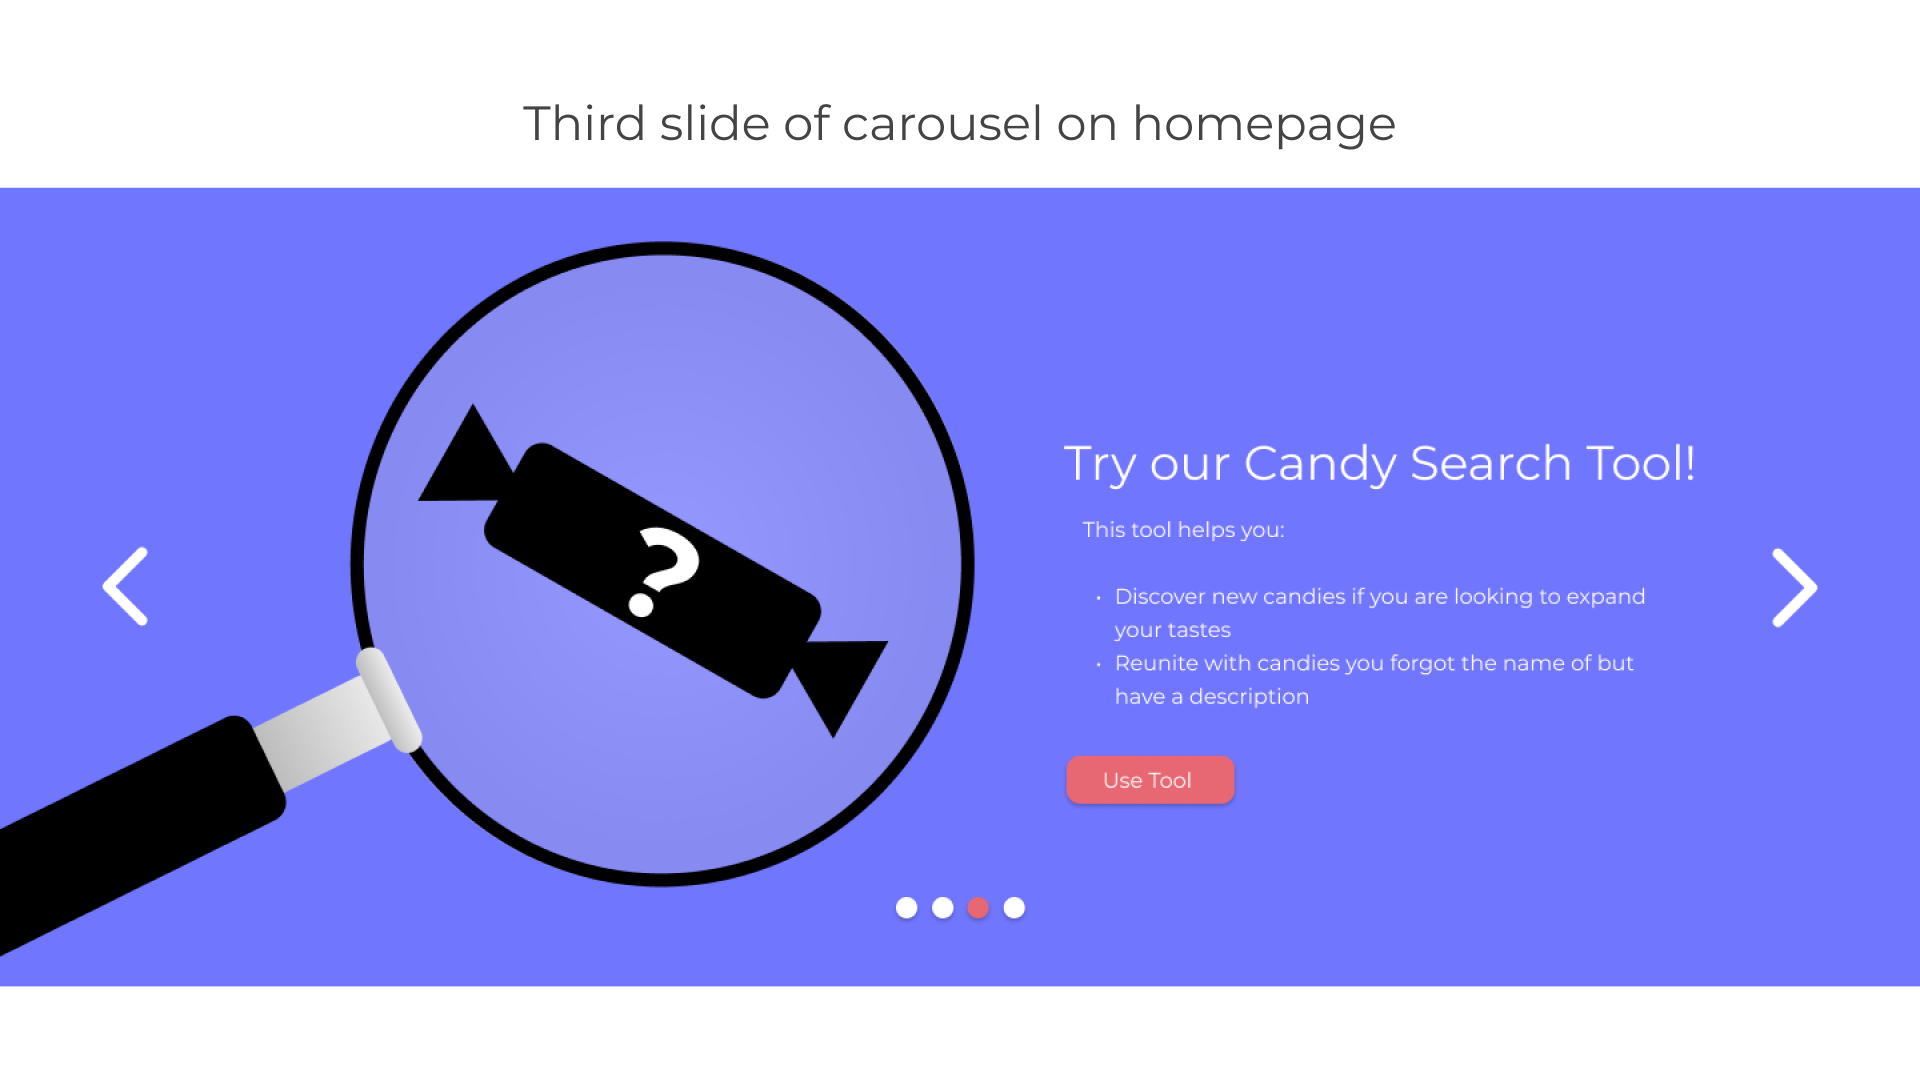 Third slide of carousel on homepage
?
Try our Candy Search Tool!
This tool helps you:
• Discover new candies if you are looking to expand
your tastes
• Reunite with candies you forgot the name of but
have a description
Use Tool